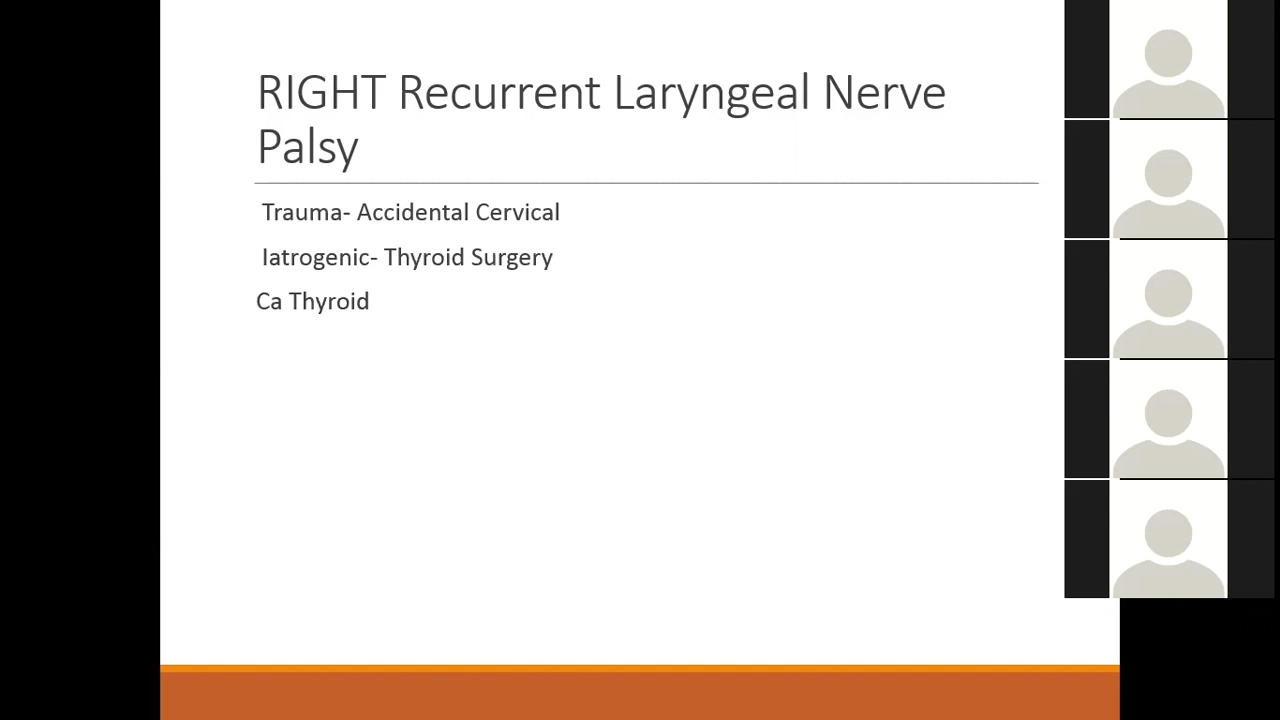 RIGHT Recurrent Laryngeal Nerve
Palsy
Trauma- Accidental Cervical
Iatrogenic- Thyroid Surgery
Ca Thyroid